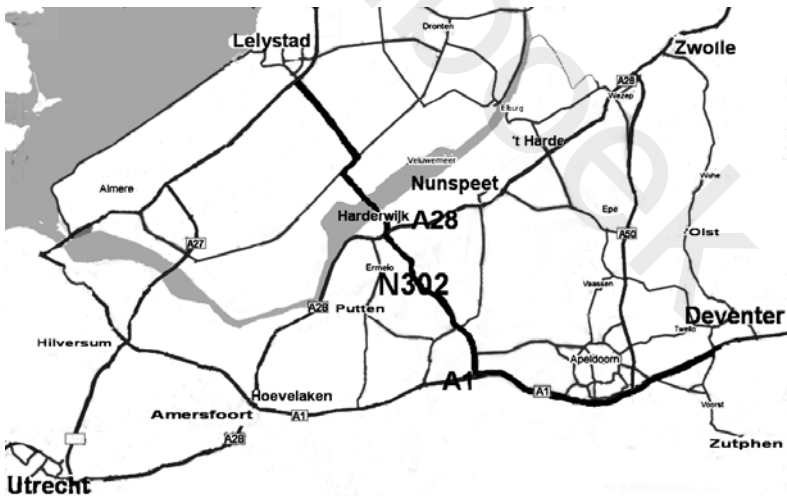 Dronten
Lelystad
Zwolle
A28
Wezep
Elburg
't Harde
Veluwemeer
Nunspeet
Wehe
Almere
Harderwijk
A28
Epe
Olst
A50
A27
Ermelo
N302
Vaassen
A28
Putten
Deventer
Twello
Hilversum
Apeldoorn
A1
A1
Hoevelaken
Voorst
Amersfoort
A1
A28
Zutphen
Utrecht